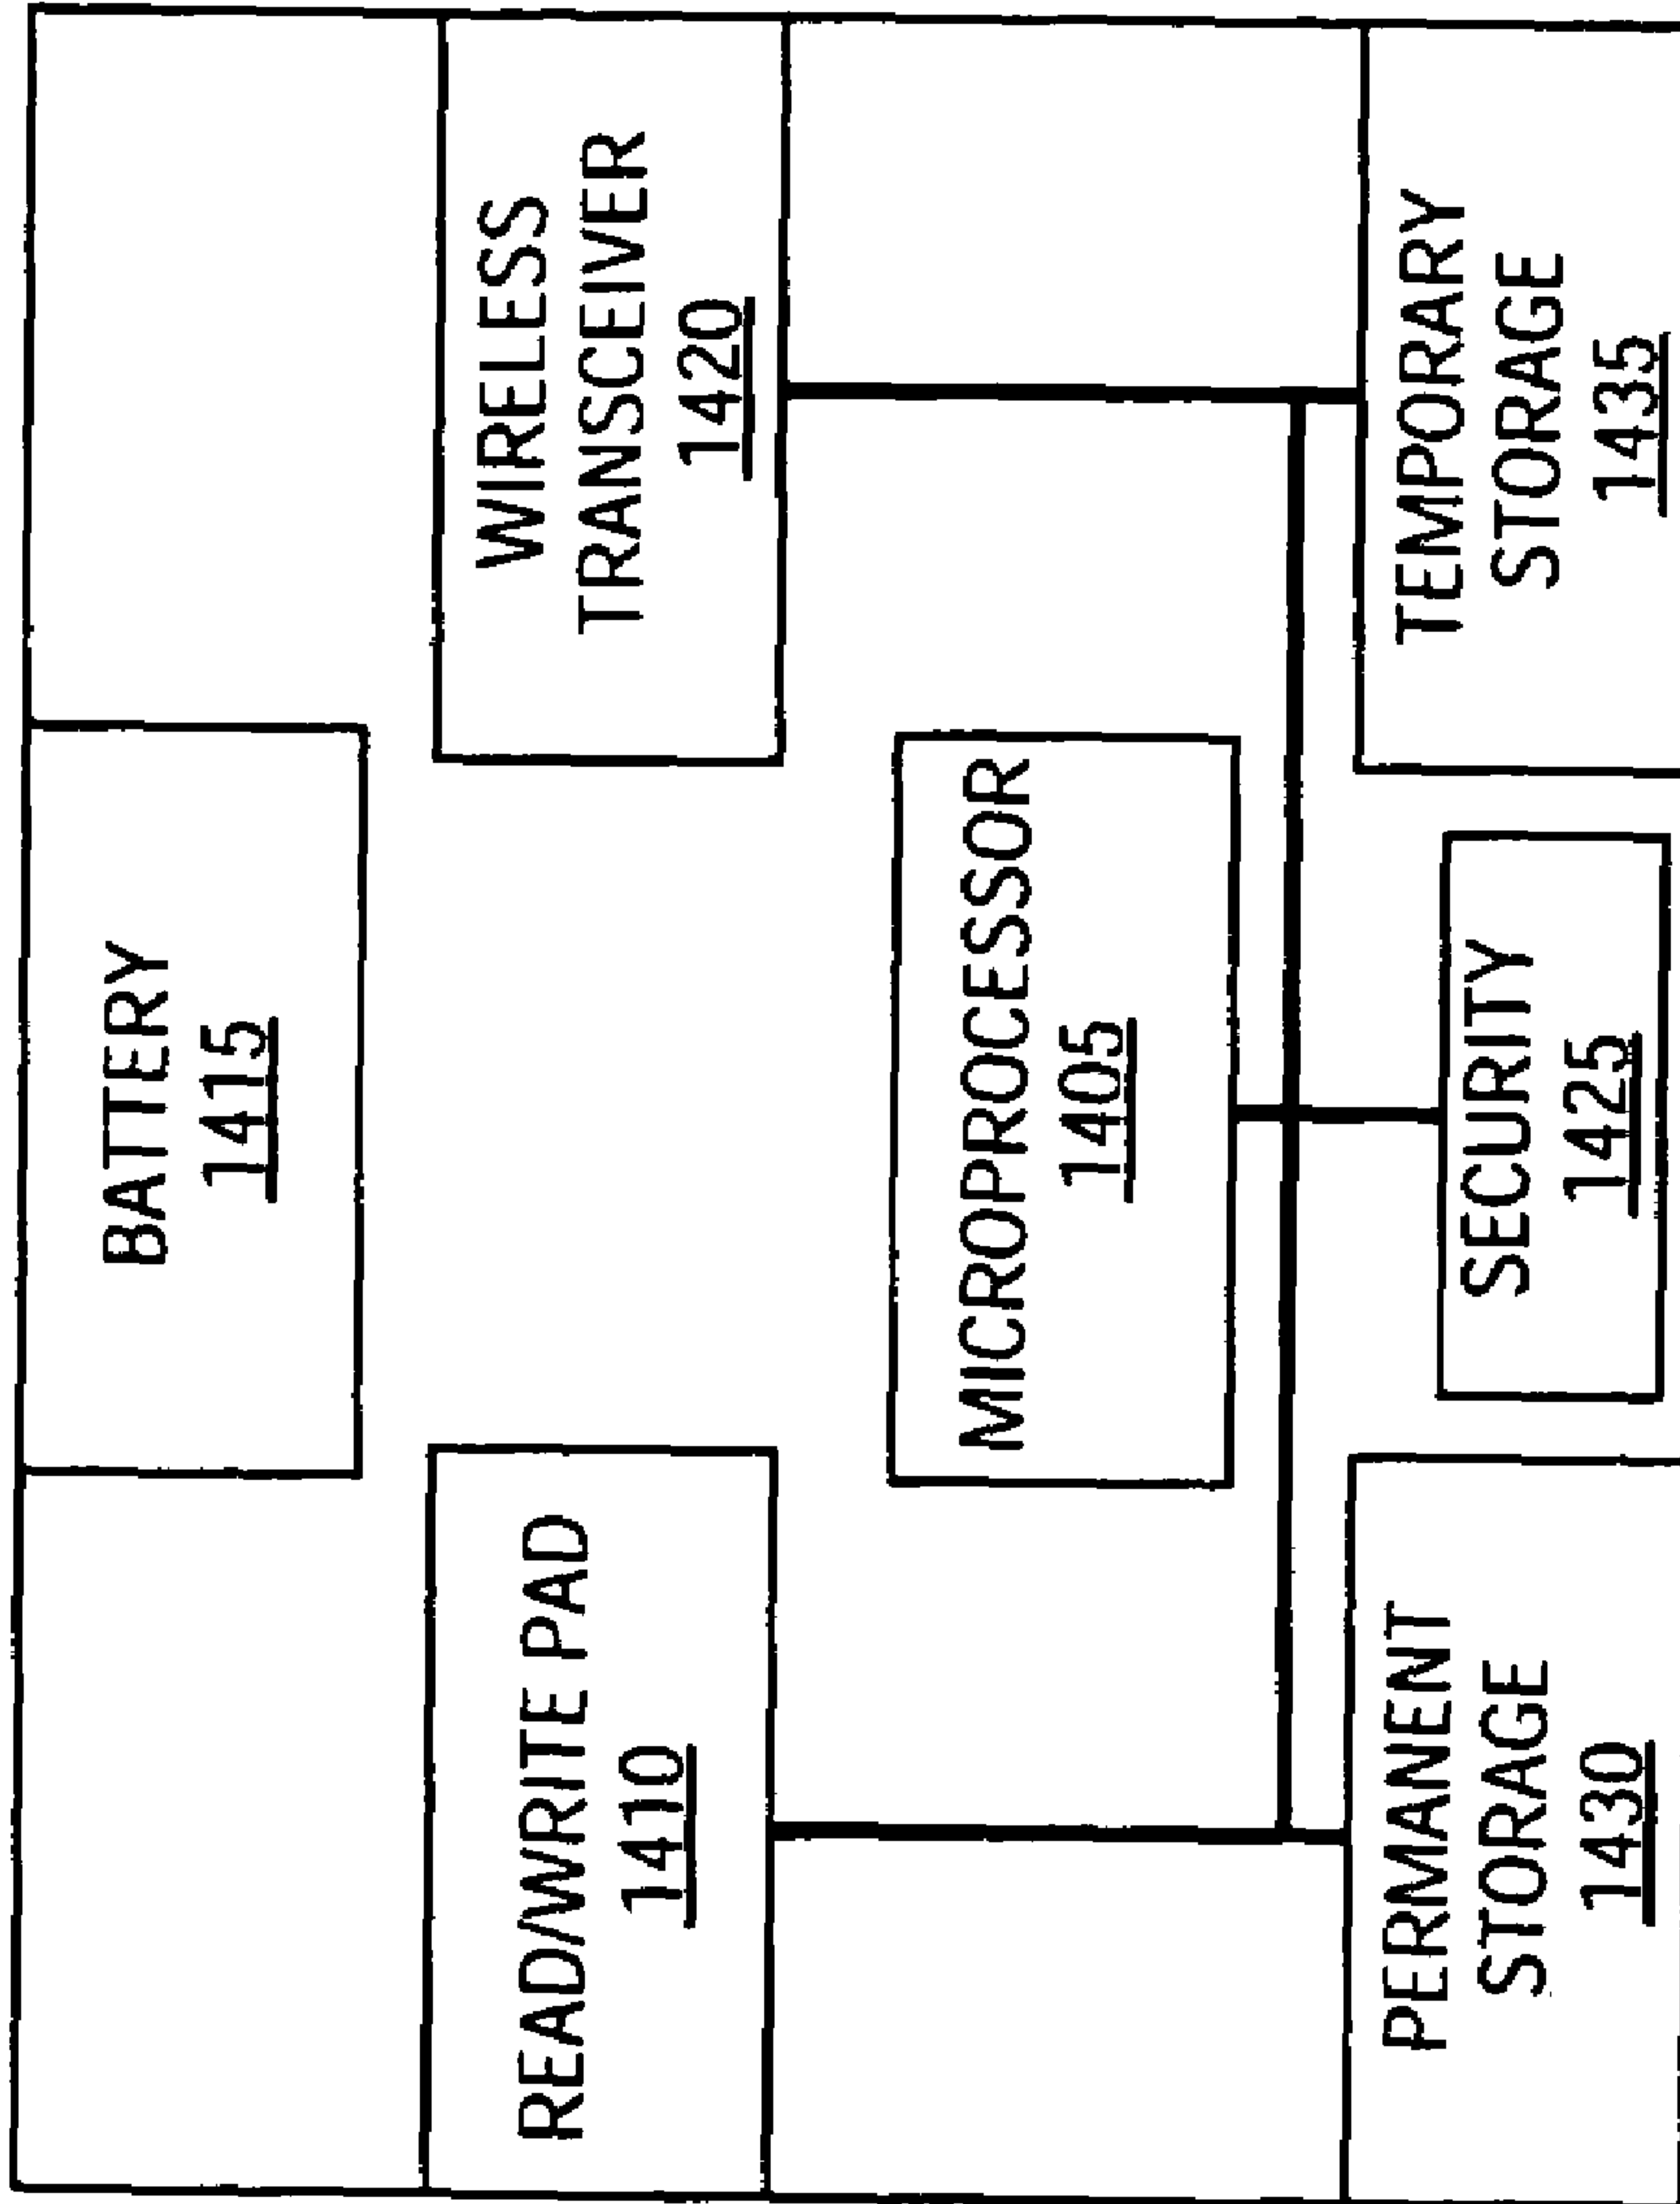 BATTERY
1415
READ/WRITE PAD
1410
WIRELESS
TRANSCEIVER
1420
MICROPROCESSOR
1405
PERMANENT
STORAGE
1430
SECURITY
1425
TEMPORARY
STORAGE
1435